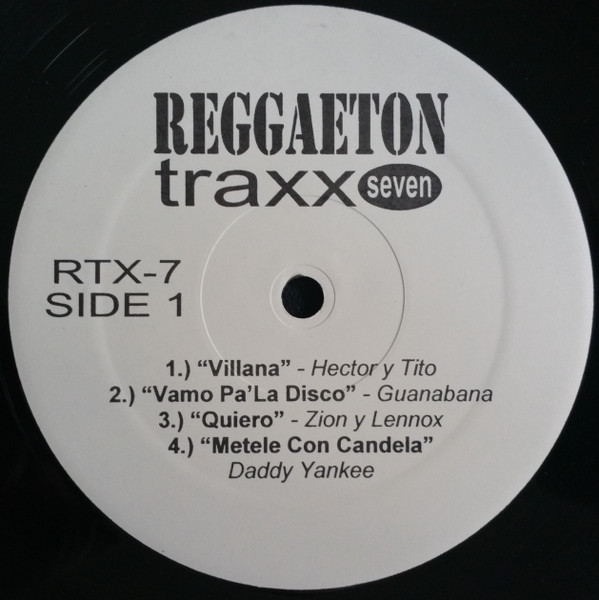 REGGAETON
traxx seven
RTX-7
SIDE 1
1.) “Villana” - Hector y Tito
2.) “Vamo Pa’La Disco” - Guanabana
3.) “Quiero” - Zion y Lennox
4.) “Metele Con Candela”
Daddy Yankee